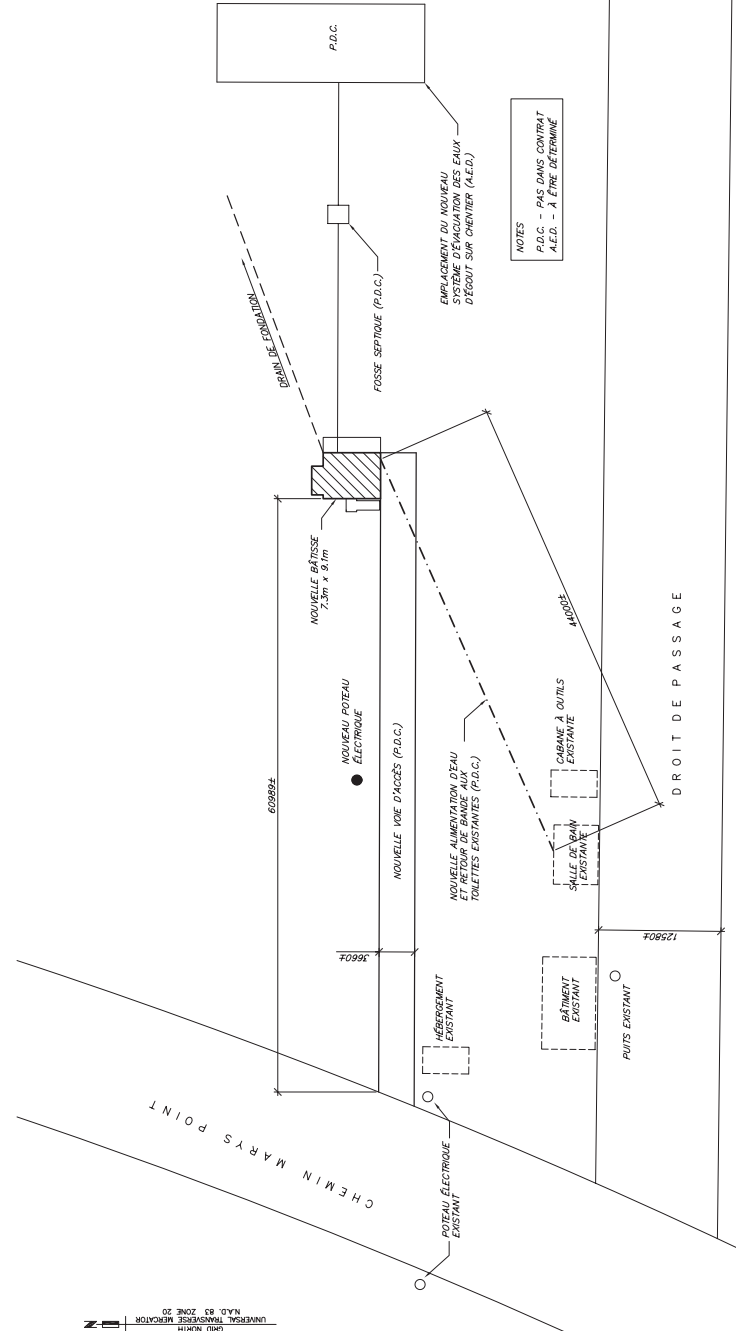 P.D.C.
DRAIN DE FONDATION
FOSSE SEPTIQUE (P.D.C.)
EMPLACEMENT DU NOUVEAU
SYSTÈME D'ÉVACUATION DES EAUX
D'ÉGOUT SUR CHENTIER (A.E.D.)
NOTES
P.D.C. - PAS DANS CONTRAT
A.E.D. - À ÊTRE DÉTERMINÉ
NOUVELLE BÂTISSE
7.3m x 9.1m
60989±
NOUVEAU POTEAU
ÉLECTRIQUE
NOUVELLE VOIE D'ACCÈS (P.D.C.)
3660±
NOUVELLE ALIMENTATION D'EAU
ET RETOUR DE BANDE AUX
TOILETTES EXISTANTES (P.D.C.)
44000±
CABANE À OUTILS
EXISTANTE
SALLE DE BAIN
EXISTANTE
DROIT DE PASSAGE
12580±
HÉBERGEMENT
EXISTANT
BÂTIMENT
EXISTANT
PUITS EXISTANT
CHEMIN MARYS POINT
POTEAU ÉLECTRIQUE
EXISTANT
GRID NORTH
UNIVERSAL TRANSVERSE MERCATOR
N.A.D. 83 ZONE 20
N